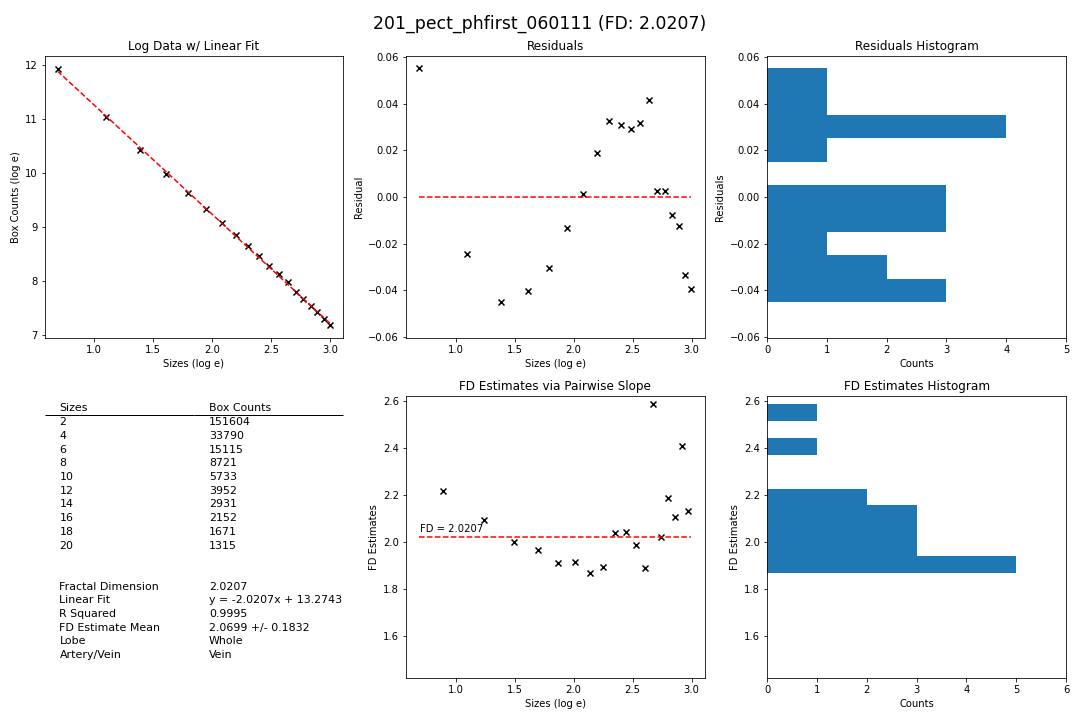 201_pect_phfirst_060111 (FD: 2.0207)
Log Data w/ Linear Fit
12
11
10
9
8
7
Box Counts (log e)
1.0 1.5 2.0 2.5 3.0
Sizes (log e)
Residuals
0.06
0.04
0.02
0.00
−0.02
−0.04
−0.06
Residual
1.0 1.5 2.0 2.5 3.0
Sizes (log e)
Residuals Histogram
0.06
0.04
0.02
0.00
−0.02
−0.04
−0.06
Residuals
0 1 2 3 4 5
Counts
Sizes Box Counts
2 151604
4 33790
6 15115
8 8721
10 5733
12 3952
14 2931
16 2152
18 1671
20 1315
Fractal Dimension 2.0207
Linear Fit y = -2.0207x + 13.2743
R Squared 0.9995
FD Estimate Mean 2.0699 +/- 0.1832
Lobe Whole
Artery/Vein Vein
FD Estimates via Pairwise Slope
2.6
2.4
2.2
2.0
1.8
1.6
FD Estimates
FD = 2.0207
1.0 1.5 2.0 2.5 3.0
Sizes (log e)
FD Estimates Histogram
2.6
2.4
2.2
2.0
1.8
1.6
FD Estimates
0 1 2 3 4 5 6
Counts